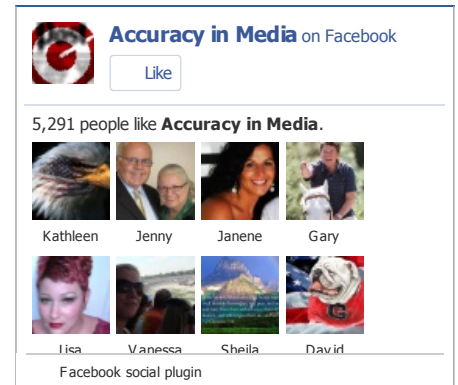 Accuracy in Media on Facebook
Like
5,291 people like Accuracy in Media.
Kathleen Jenny Janene Gary
Lisa Vanessa Sheila David
Facebook social plugin